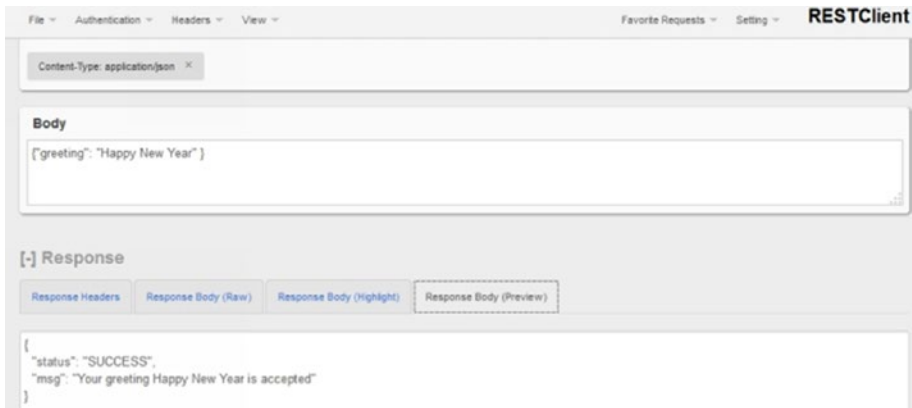 File Authentication Headers View Favorite Requests Setting RESTClient
Content-Type: application/json ×
Body
{"greeting": "Happy New Year" }
[-] Response
Response Headers Response Body (Raw) Response Body (Highlight) Response Body (Preview)
{
"status": "SUCCESS",
"msg": "Your greeting Happy New Year is accepted"
}